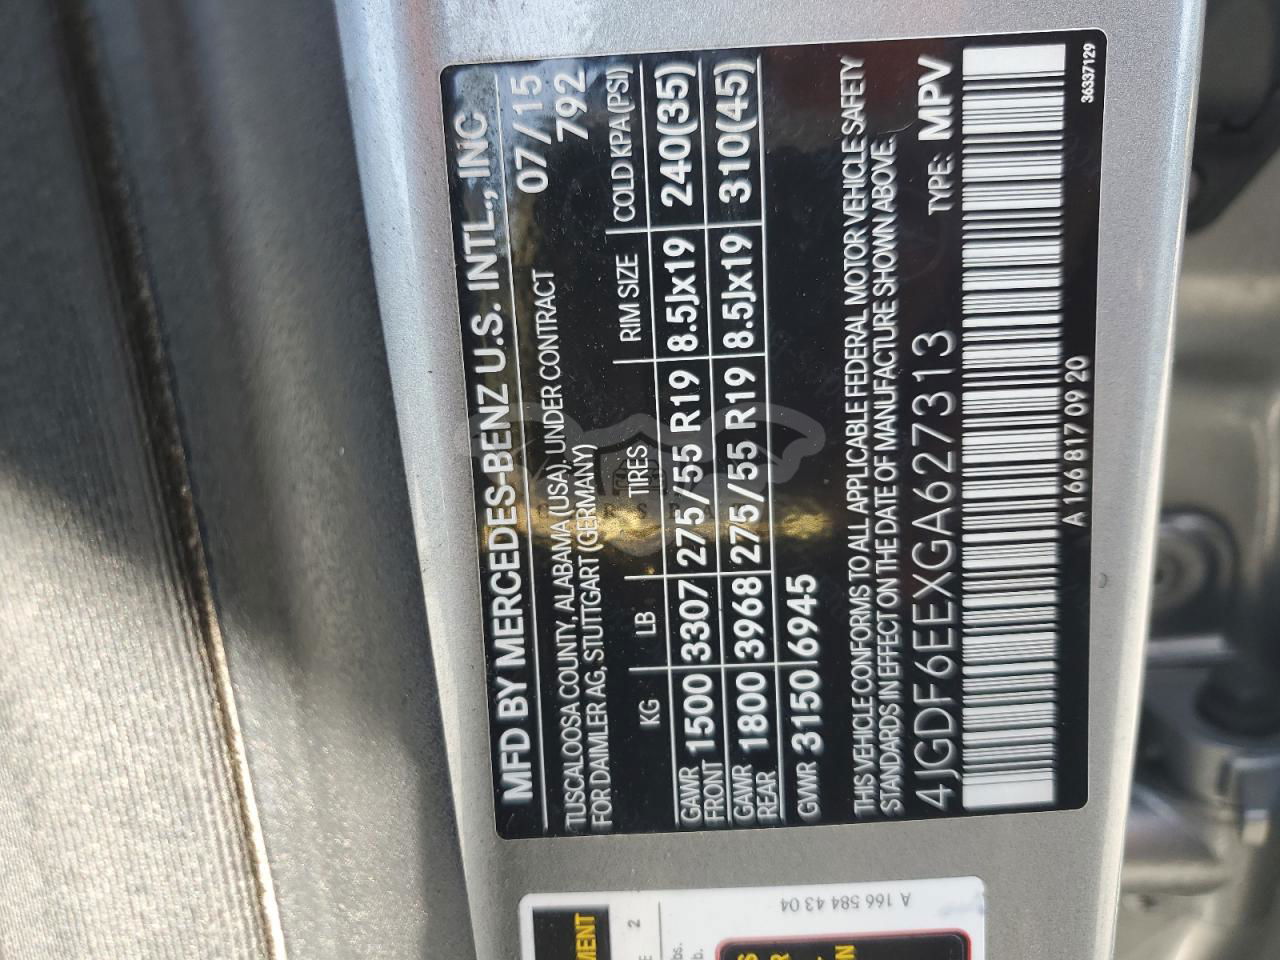 MFD BY MERCEDES-BENZ U.S. INTL., INC
TUSCALOOSA COUNTY, ALABAMA (USA), UNDER CONTRACT 07/15
FOR DAIMLER AG, STUTTGART (GERMANY) 792
KG LB TIRES RIM SIZE COLD KPA (PSI)
GAWR FRONT 1500 3307 275/55 R19 8.5Jx19 240(35)
GAWR REAR 1800 3968 275/55 R19 8.5Jx19 310(45)
GVWR 3150 6945
THIS VEHICLE CONFORMS TO ALL APPLICABLE FEDERAL MOTOR VEHICLE SAFETY
STANDARDS IN EFFECT ON THE DATE OF MANUFACTURE SHOWN ABOVE.
4JGDF6EEXGA627313 TYPE: MPV
A 166 817 09 20
36337129
A 166 584 43 04
2